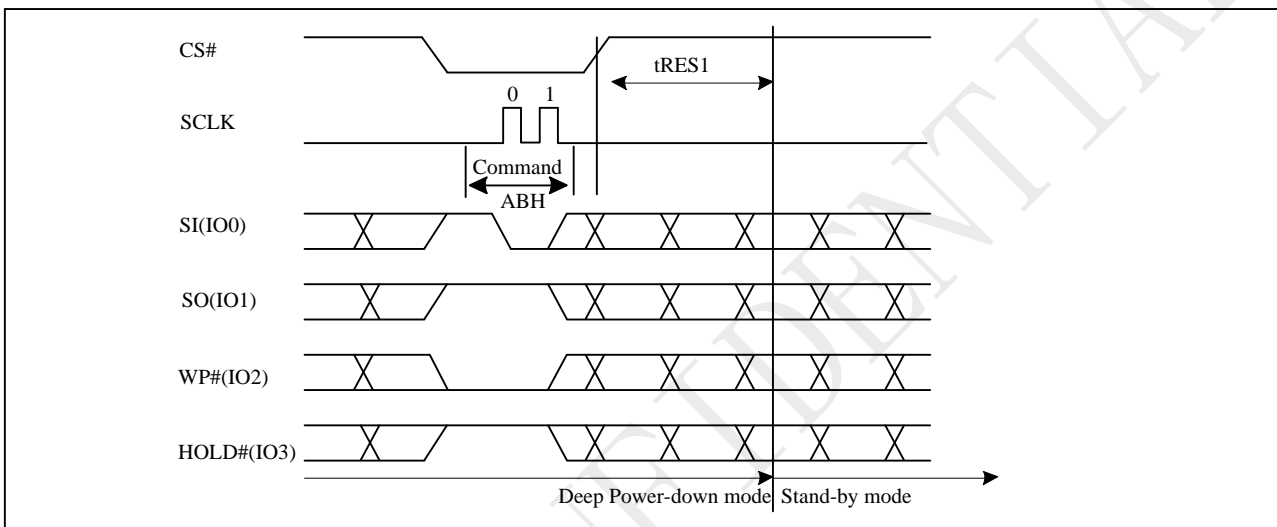 CS#
tRES1
0 1
SCLK
Command
ABH
SI(IO0)
SO(IO1)
WP#(IO2)
HOLD#(IO3)
Deep Power-down mode Stand-by mode